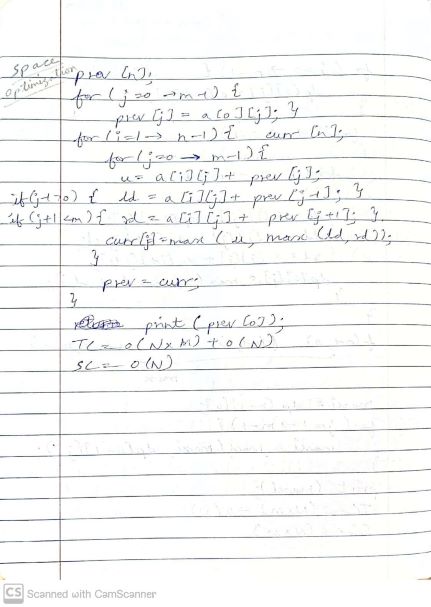 space optimization
prev [n];
for (j=0 → m-1) {
prev [j] = a[0][j]; }
for (i=1 → n-1) { curr [n];
for (j=0 → m-1) {
u = a[i][j] + prev [j];
if (j-1>0) { ld = a[i][j] + prev [j-1]; }
if (j+1<m) { rd = a[i][j] + prev [j+1]; }
curr[j] = max (u, max (ld, rd));
}
prev = curr;
}
print (prev [0]);
TC = O(N x M) + O(N)
SC = O(N)
CS Scanned with CamScanner